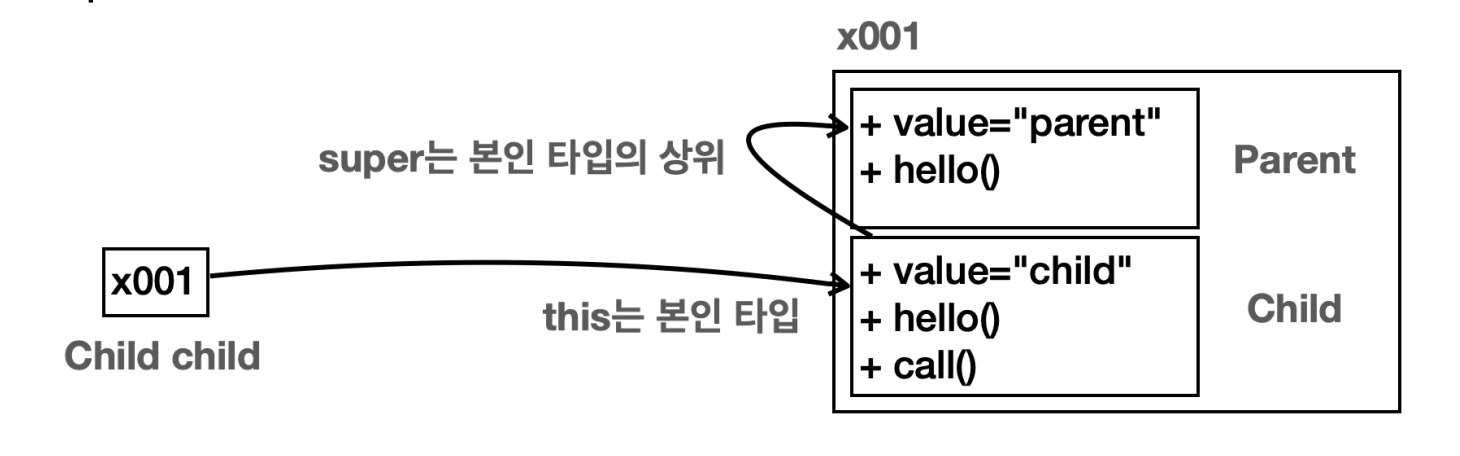 x001
+ value="parent"
+ hello()
Parent
super는 본인 타입의 상위
x001
Child child
this는 본인 타입
+ value="child"
+ hello()
+ call()
Child